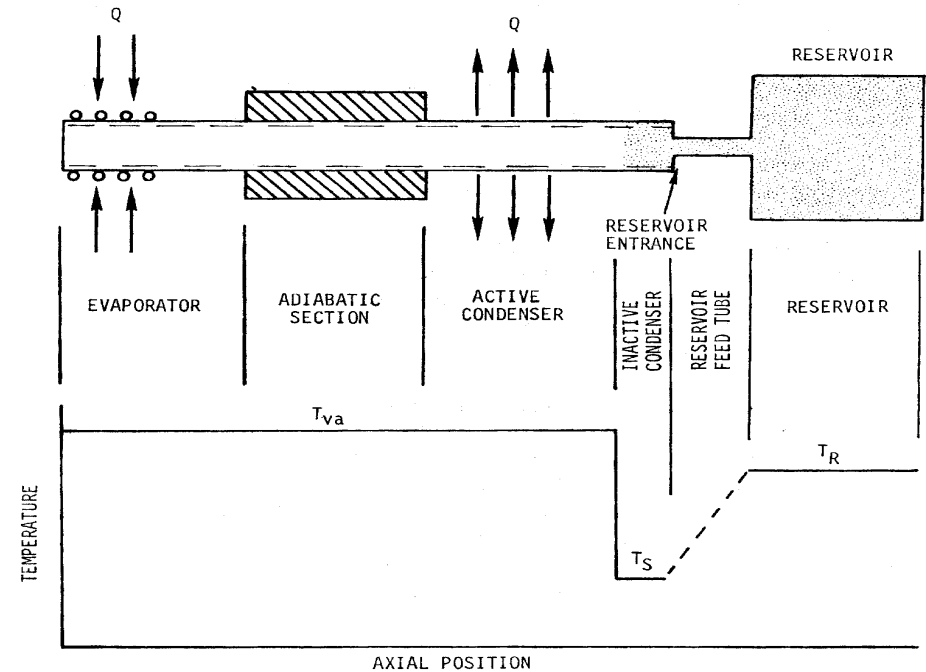 Q
Q
RESERVOIR
RESERVOIR
ENTRANCE
EVAPORATOR
ADIABATIC
SECTION
ACTIVE
CONDENSER
INACTIVE
CONDENSER
RESERVOIR
FEED TUBE
RESERVOIR
Tva
TR
TS
TEMPERATURE
AXIAL POSITION